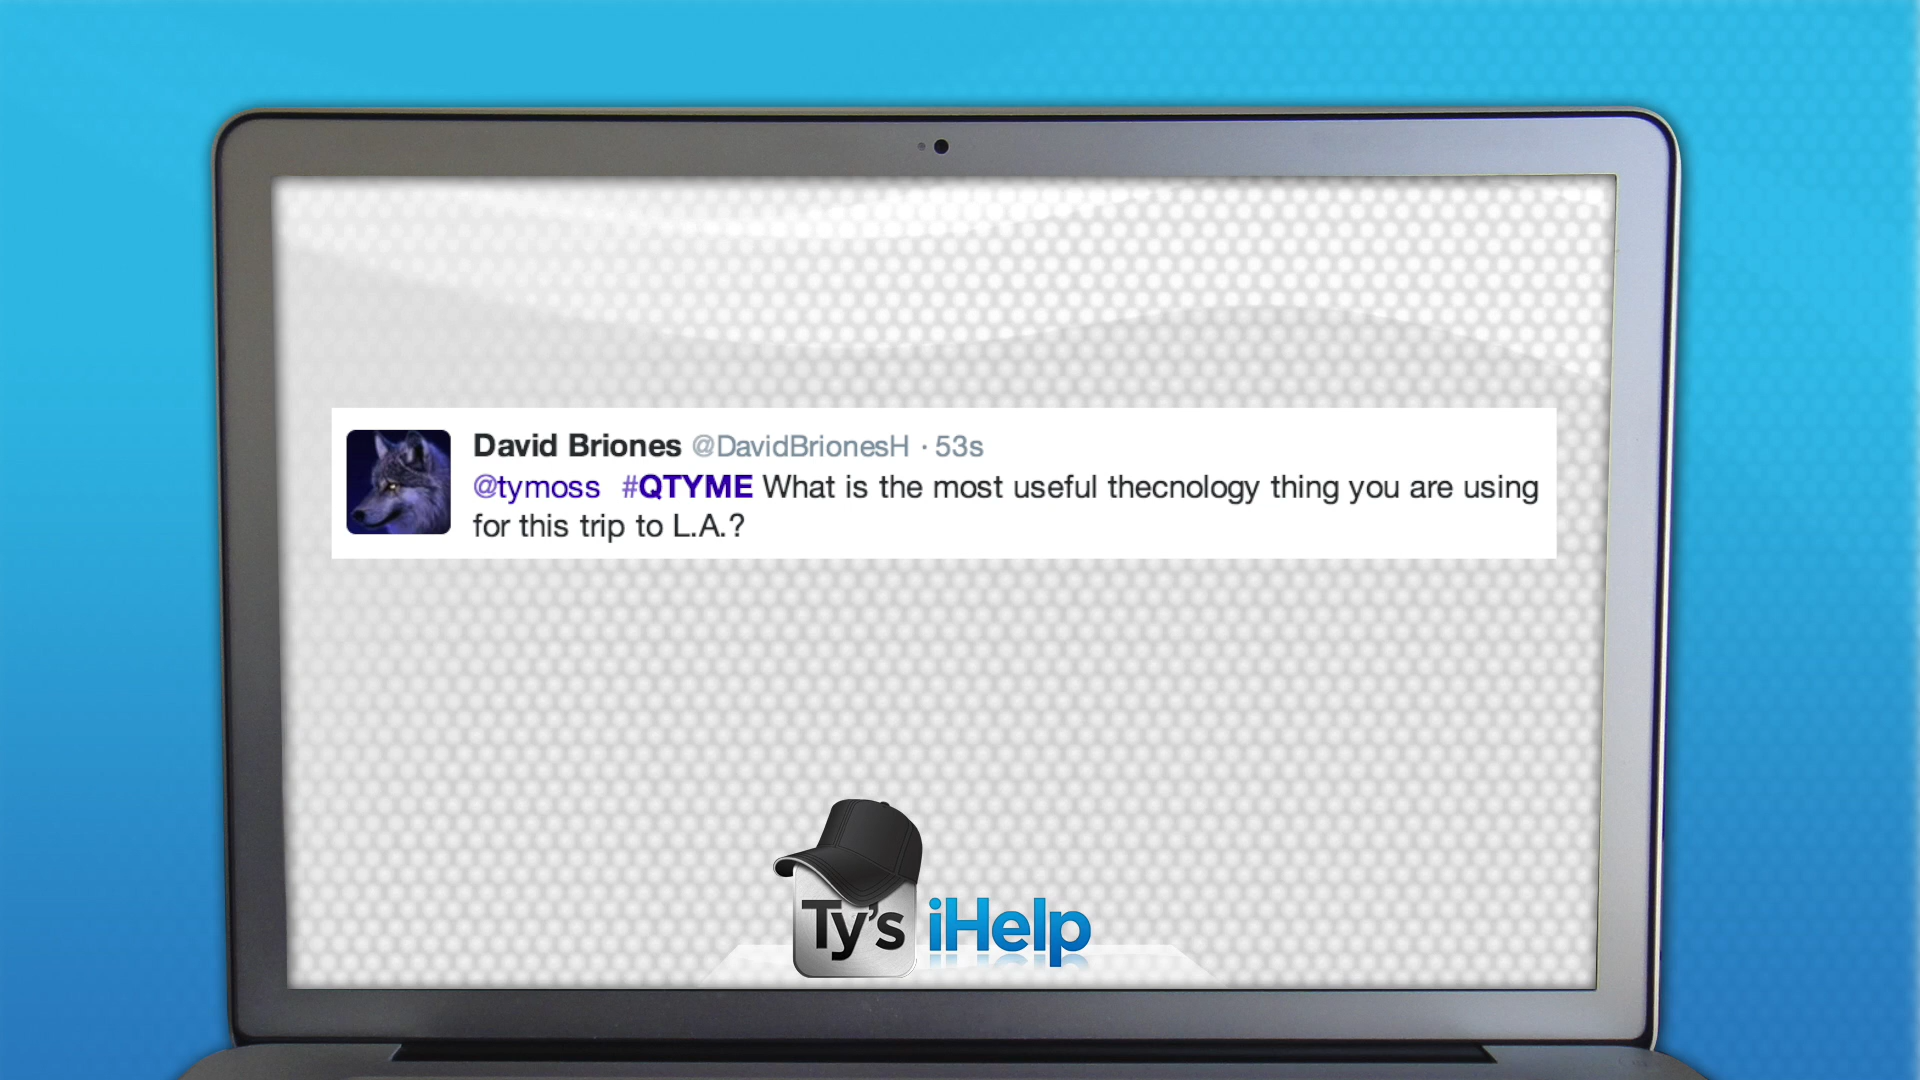 David Briones @DavidBrionesH · 53s
@tymoss #QTYME What is the most useful thecnology thing you are using
for this trip to L.A.?
Ty's iHelp